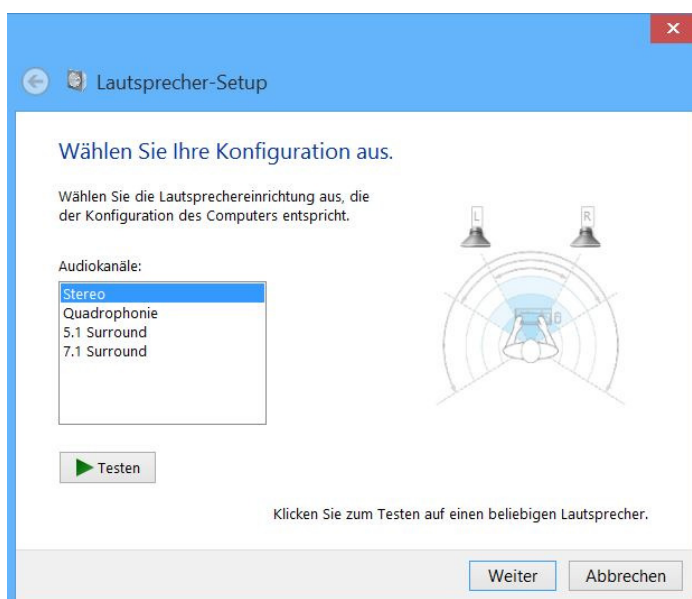 Lautsprecher-Setup
Wählen Sie Ihre Konfiguration aus.
Wählen Sie die Lautsprechereinrichtung aus, die
der Konfiguration des Computers entspricht.
L
R
Audiokanäle:
Stereo
Quadrophonie
5.1 Surround
7.1 Surround
Testen
Klicken Sie zum Testen auf einen beliebigen Lautsprecher.
Weiter
Abbrechen